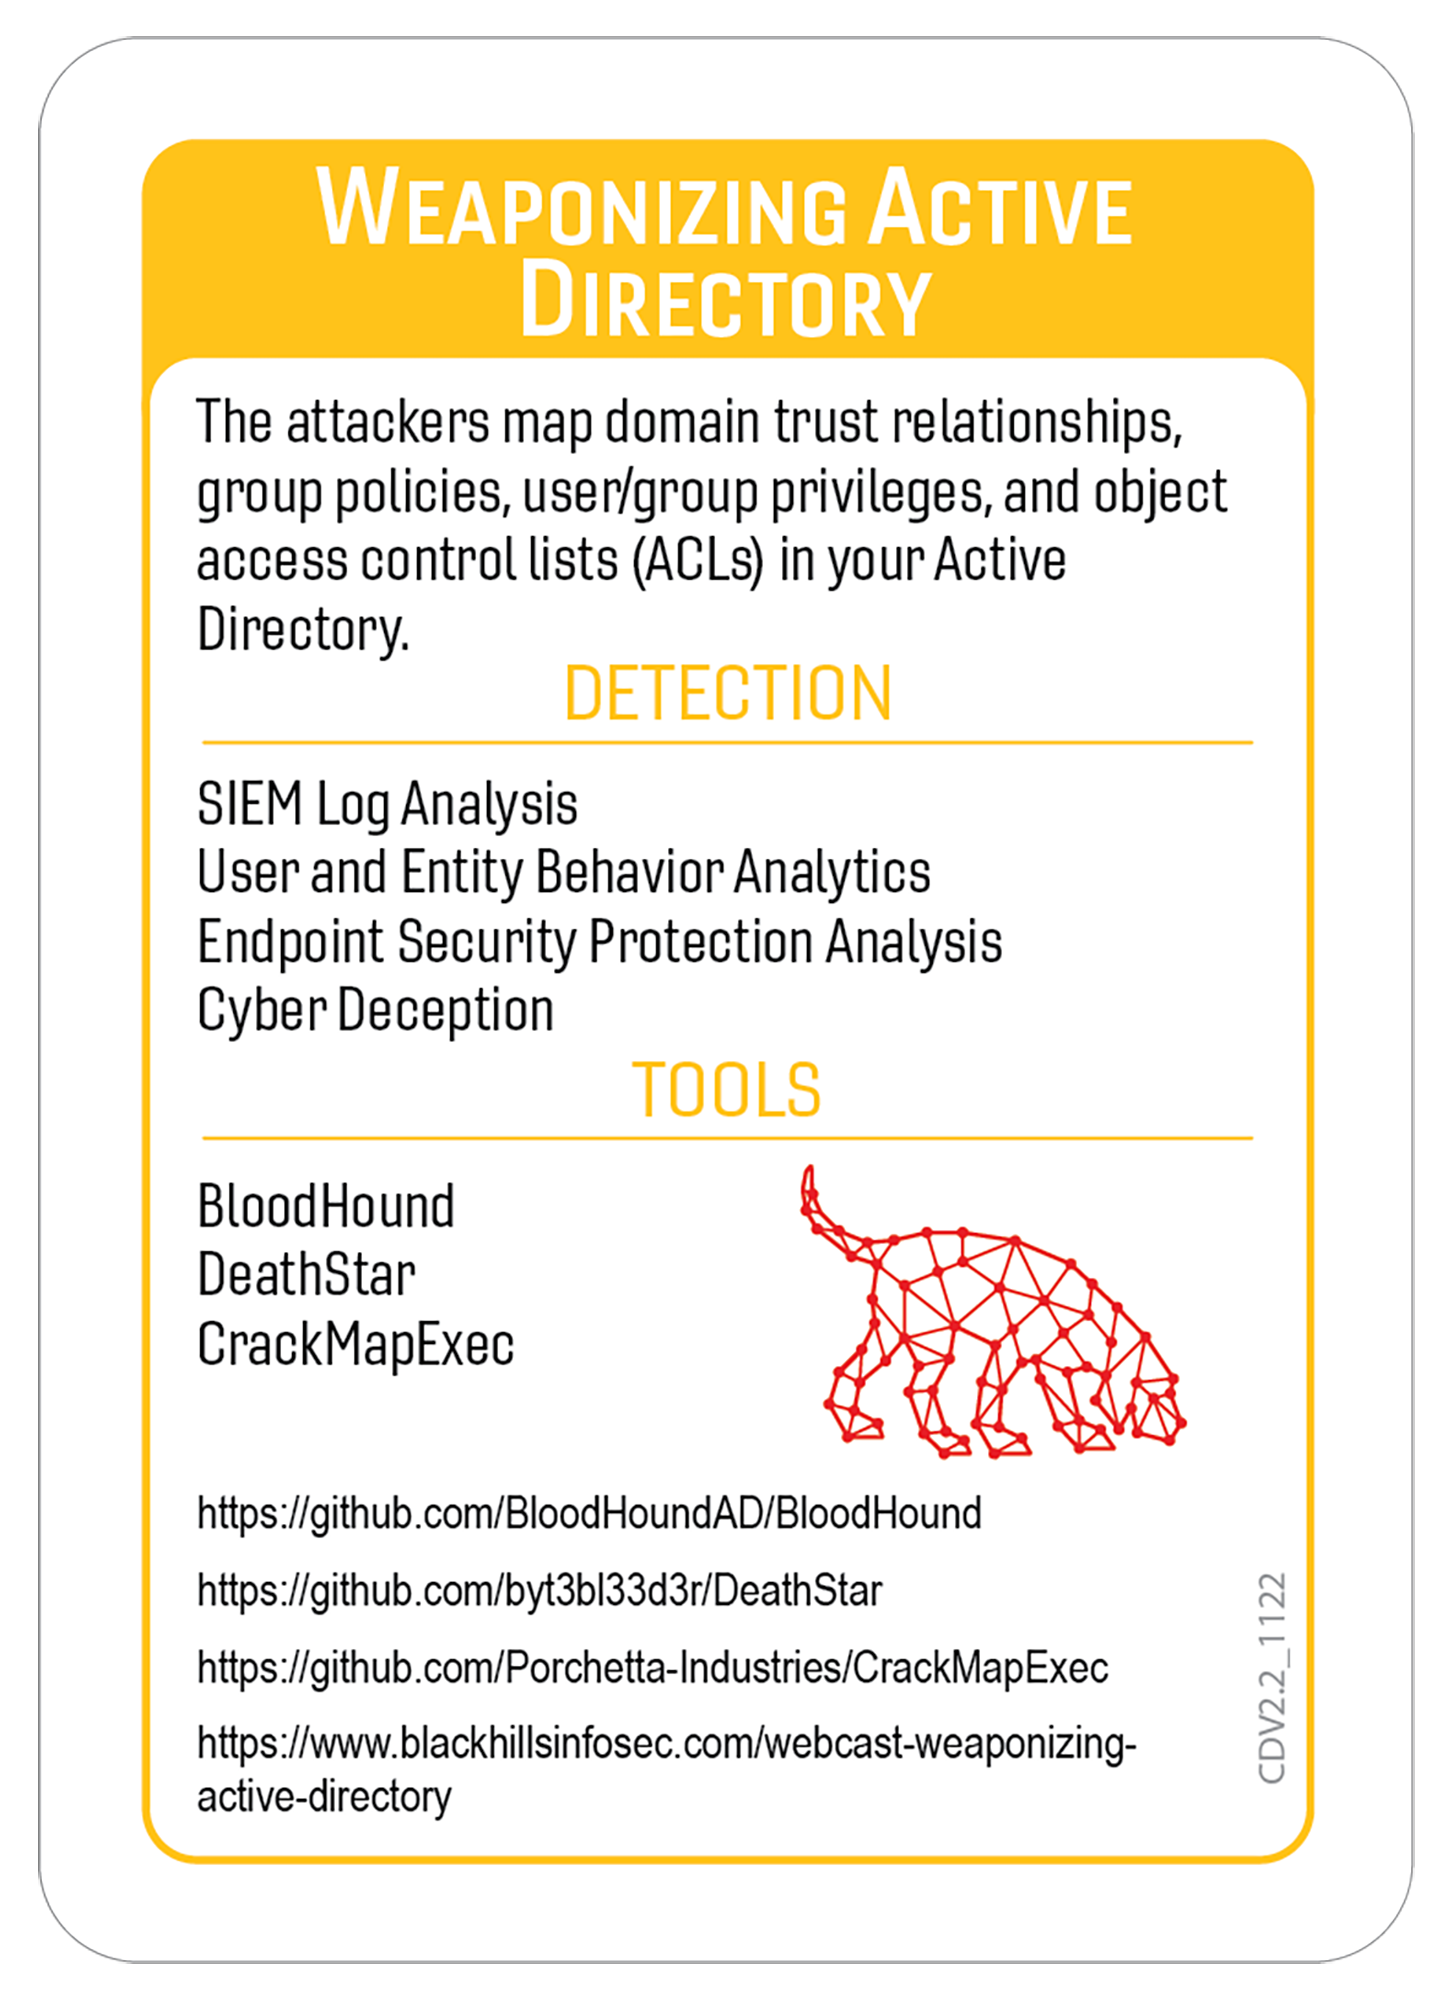 WEAPONIZING ACTIVE
DIRECTORY
The attackers map domain trust relationships,
group policies, user/group privileges, and object
access control lists (ACLs) in your Active
Directory.
DETECTION
SIEM Log Analysis
User and Entity Behavior Analytics
Endpoint Security Protection Analysis
Cyber Deception
TOOLS
BloodHound
DeathStar
CrackMapExec
https://github.com/BloodHoundAD/BloodHound
https://github.com/byt3bl33d3r/DeathStar
https://github.com/Porchetta-Industries/CrackMapExec
https://www.blackhillsinfosec.com/webcast-weaponizing-
active-directory
CDV2.2_1122